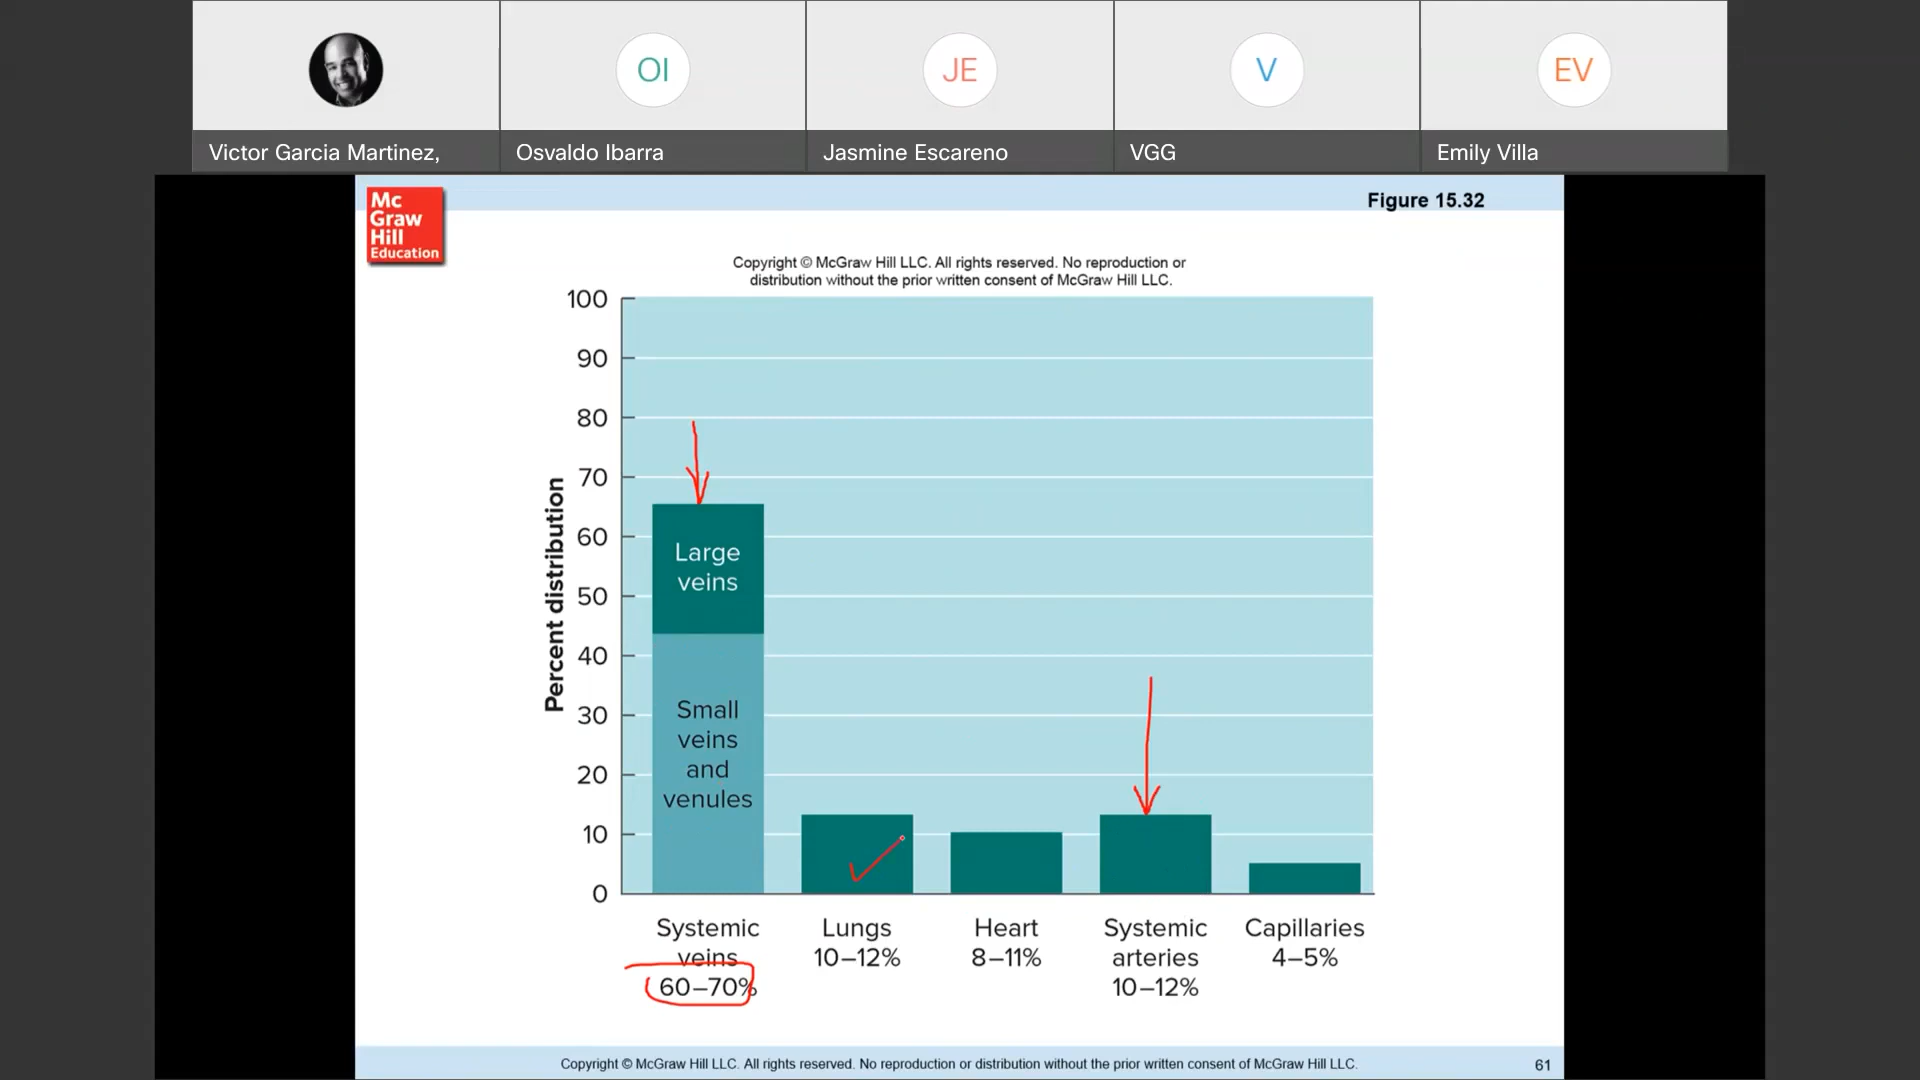 OI
JE
V
EV
Victor Garcia Martinez,
Osvaldo Ibarra
Jasmine Escareno
VGG
Emily Villa
Mc
Graw
Hill
Education
Figure 15.32
Copyright © McGraw Hill LLC. All rights reserved. No reproduction or
distribution without the prior written consent of McGraw Hill LLC.
Percent distribution
100
90
80
70
60
50
40
30
20
10
0
Large
veins
Small
veins
and
venules
Systemic
veins
60–70%
Lungs
10–12%
Heart
8–11%
Systemic
arteries
10–12%
Capillaries
4–5%
Copyright © McGraw Hill LLC. All rights reserved. No reproduction or distribution without the prior written consent of McGraw Hill LLC.
61